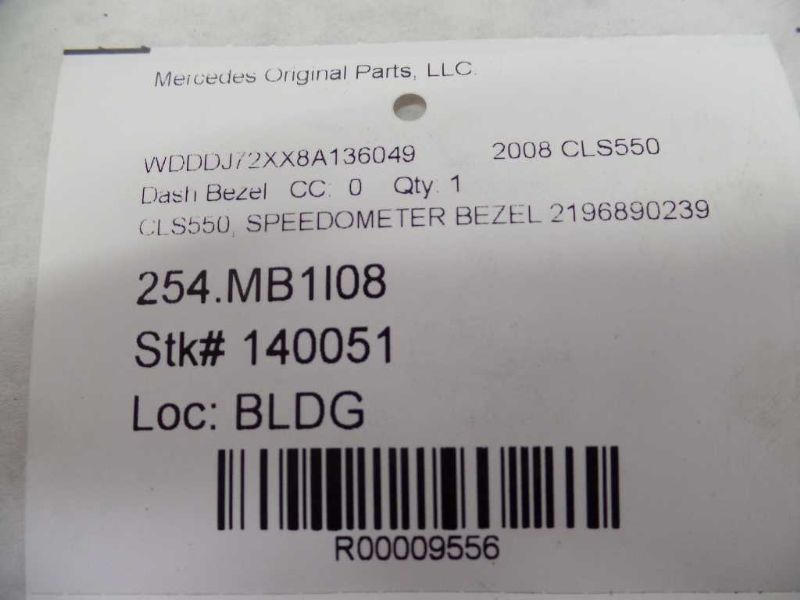 Mercedes Original Parts, LLC.
WDDDJ72XX8A136049 2008 CLS550
Dash Bezel CC: 0 Qty: 1
CLS550, SPEEDOMETER BEZEL 2196890239
254.MB1I08
Stk# 140051
Loc: BLDG
R00009556